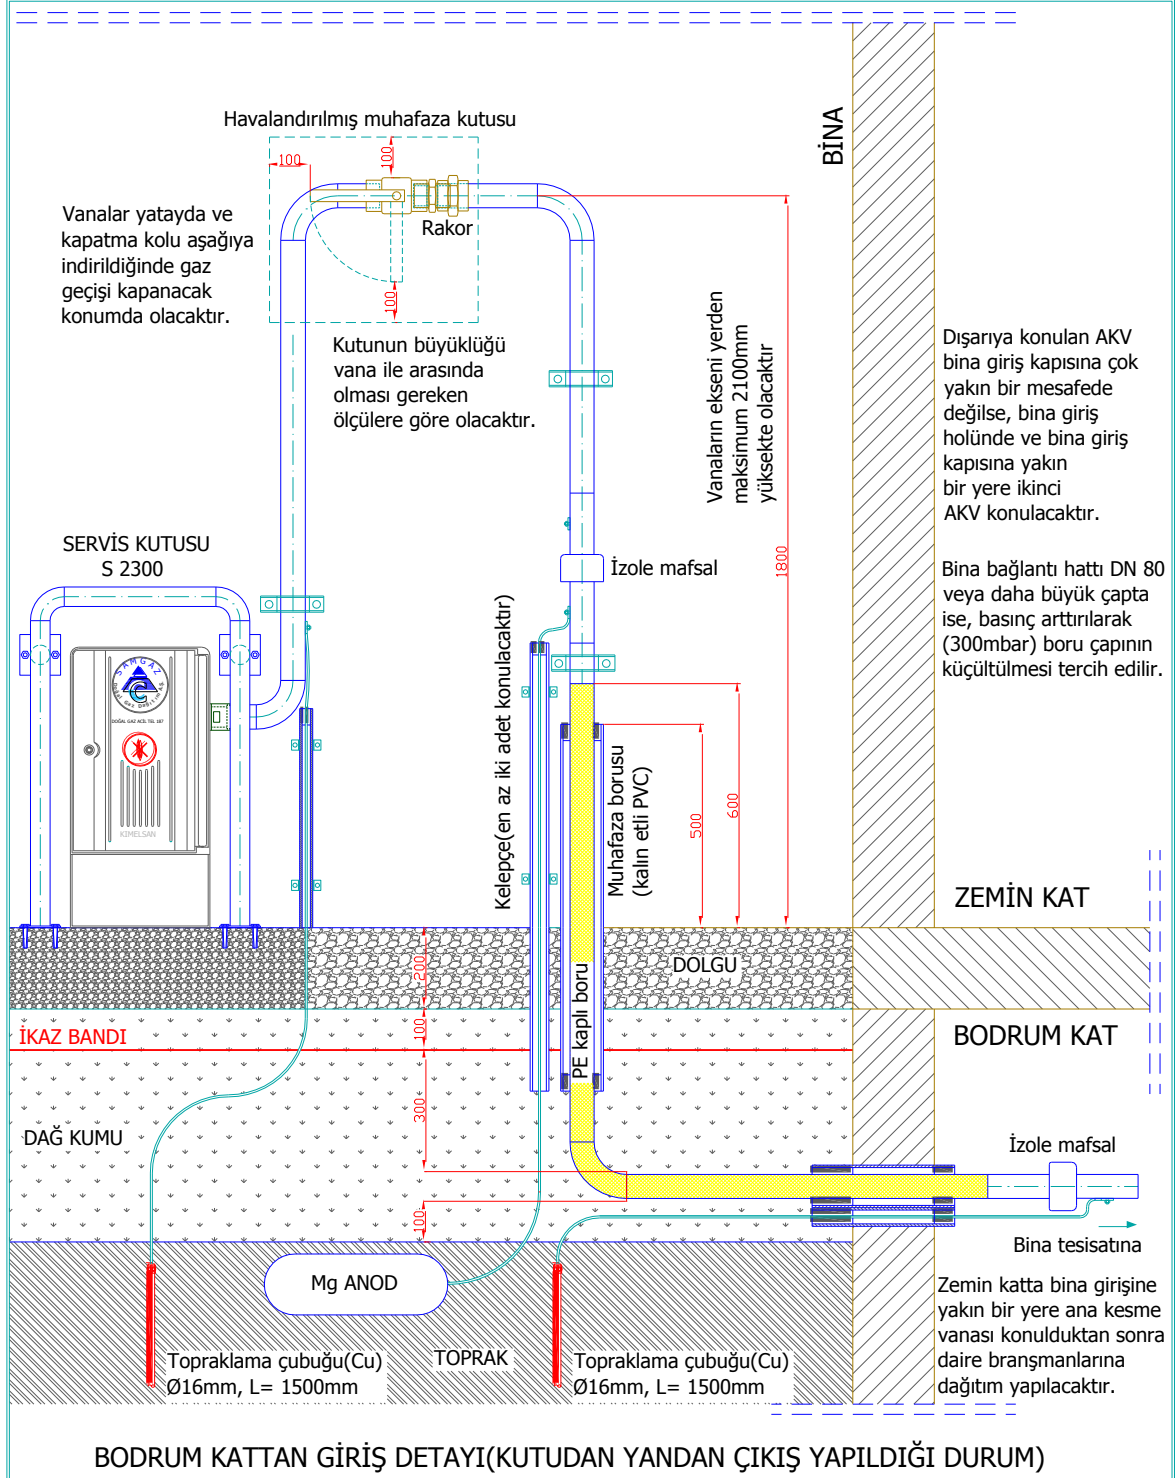 Havalandırılmış muhafaza kutusu
100
100
BİNA
Vanalar yatayda ve
kapatma kolu aşağıya
indirildiğinde gaz
geçişi kapanacak
konumda olacaktır.
Rakor
100
Kutunun büyüklüğü
vana ile arasında
olması gereken
ölçülere göre olacaktır.
Vanaların ekseni yerden
maksimum 2100mm
yüksekte olacaktır
1800
Dışarıya konulan AKV
bina giriş kapısına çok
yakın bir mesafede
değilse, bina giriş
holünde ve bina giriş
kapısına yakın
bir yere ikinci
AKV konulacaktır.
Bina bağlantı hattı DN 80
veya daha büyük çapta
ise, basınç arttırılarak
(300mbar) boru çapının
küçültülmesi tercih edilir.
SERVİS KUTUSU
S 2300
İzole mafsal
SAMGAZ
DOĞAL GAZ ACİL TEL 187
KIMELSAN
Kelepçe(en az iki adet konulacaktır)
Muhafaza borusu
(kalın etli PVC)
500
600
ZEMİN KAT
200
DOLGU
PE kaplı boru
100
İKAZ BANDI
BODRUM KAT
300
DAĞ KUMU
İzole mafsal
100
Bina tesisatına
Mg ANOD
Zemin katta bina girişine
yakın bir yere ana kesme
vanası konulduktan sonra
daire branşmanlarına
dağıtım yapılacaktır.
Topraklama çubuğu(Cu)
Ø16mm, L= 1500mm
TOPRAK
Topraklama çubuğu(Cu)
Ø16mm, L= 1500mm
BODRUM KATTAN GİRİŞ DETAYI(KUTUDAN YANDAN ÇIKIŞ YAPILDIĞI DURUM)